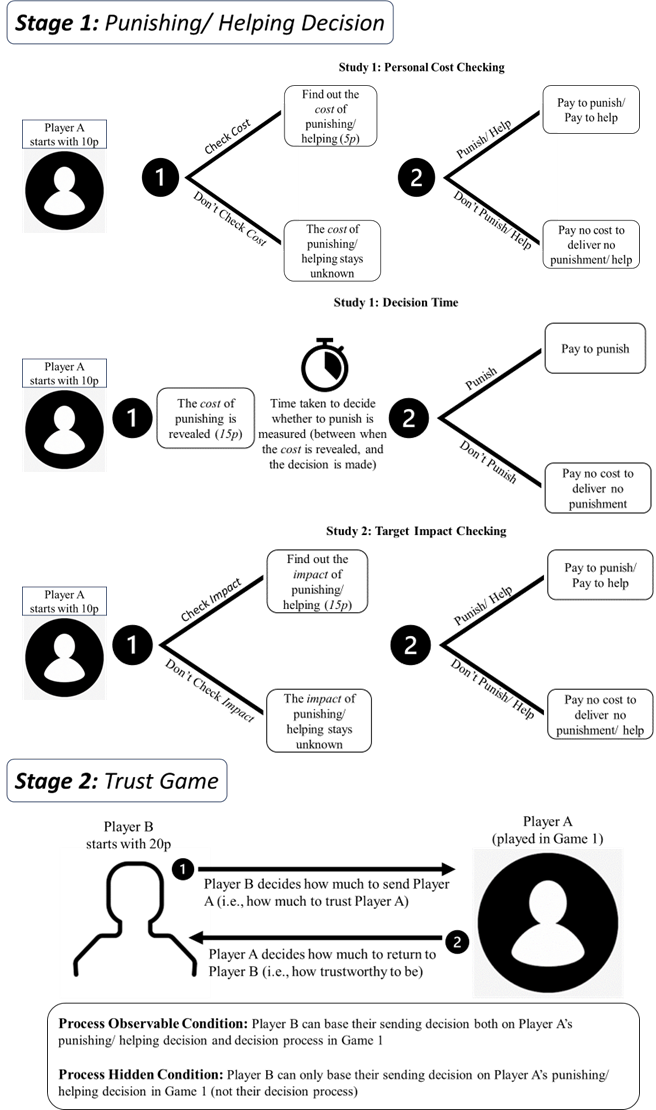 Stage 1: Punishing/ Helping Decision
Study 1: Personal Cost Checking
Player A
starts with 10p
1
Check Cost
Don't Check Cost
Find out the
cost of
punishing/
helping (5p)
The cost of
punishing/
helping stays
unknown
2
Punish/ Help
Don't Punish/ Help
Pay to punish/
Pay to help
Pay no cost to
deliver no
punishment/ help
Study 1: Decision Time
Player A
starts with 10p
1
The cost of
punishing is
revealed (15p)
Time taken to decide
whether to punish is
measured (between when
the cost is revealed, and
the decision is made)
2
Punish
Don't Punish
Pay to punish
Pay no cost to
deliver no
punishment
Study 2: Target Impact Checking
Player A
starts with 10p
1
Check Impact
Don't Check Impact
Find out the
impact of
punishing/
helping (15p)
The impact of
punishing/
helping stays
unknown
2
Punish/ Help
Don't Punish/ Help
Pay to punish/
Pay to help
Pay no cost to
deliver no
punishment/ help
Stage 2: Trust Game
Player B
starts with 20p
Player A
(played in Game 1)
1
Player B decides how much to send Player
A (i.e., how much to trust Player A)
2
Player A decides how much to return to
Player B (i.e., how trustworthy to be)
Process Observable Condition: Player B can base their sending decision both on Player A's
punishing/ helping decision and decision process in Game 1
Process Hidden Condition: Player B can only base their sending decision on Player A's punishing/
helping decision in Game 1 (not their decision process)